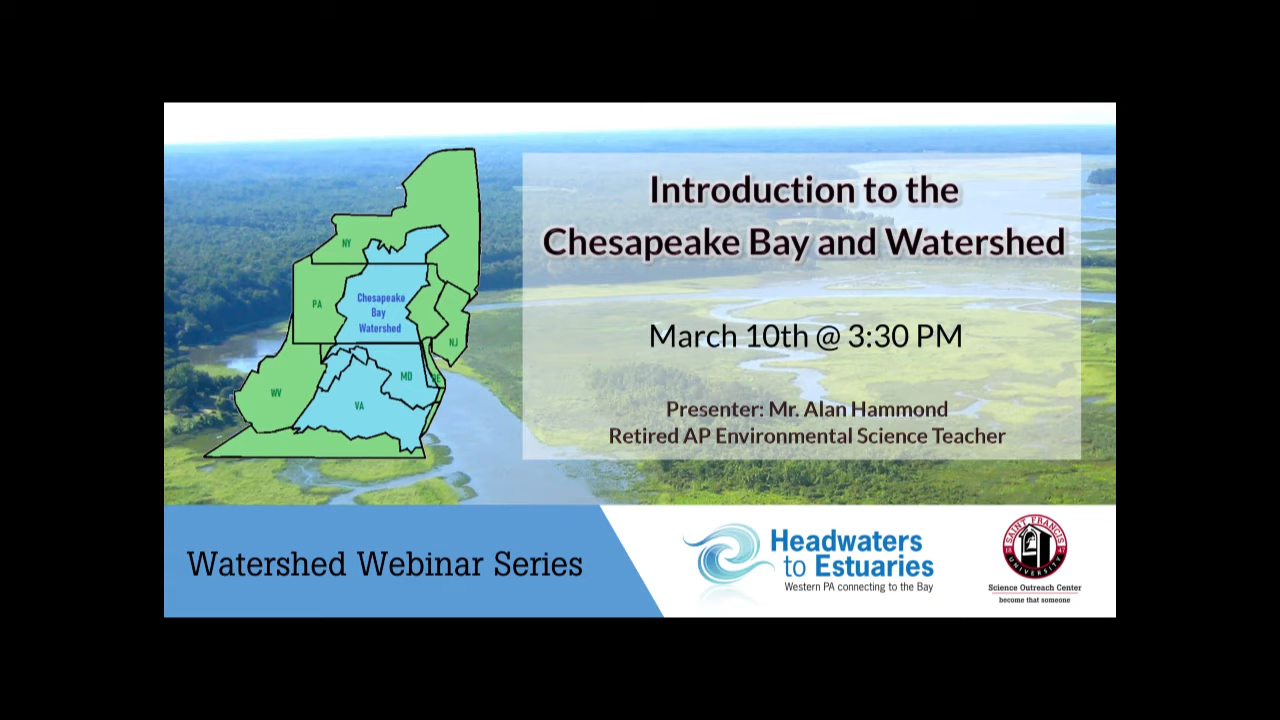 Introduction to the
Chesapeake Bay and Watershed
March 10th @ 3:30 PM
Presenter: Mr. Alan Hammond
Retired AP Environmental Science Teacher
NY
PA
Chesapeake
Bay
Watershed
NJ
WV
MD
DE
VA
Watershed Webinar Series
Headwaters
to Estuaries
Western PA connecting to the Bay
SAINT FRANCIS
UNIVERSITY
Science Outreach Center
become that someone